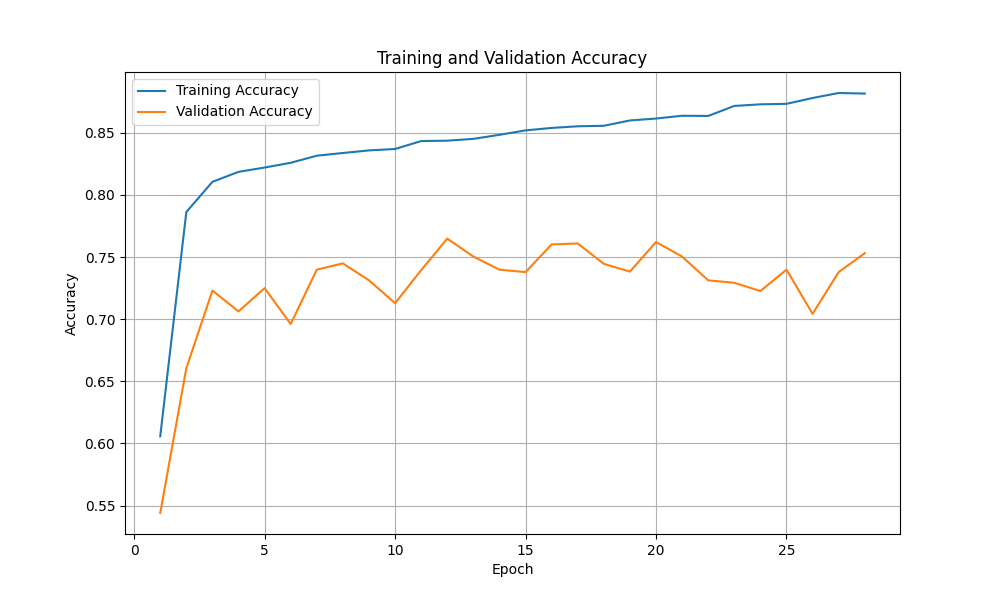 Training and Validation Accuracy
Training Accuracy
Validation Accuracy
Accuracy
0.85
0.80
0.75
0.70
0.65
0.60
0.55
0 5 10 15 20 25
Epoch